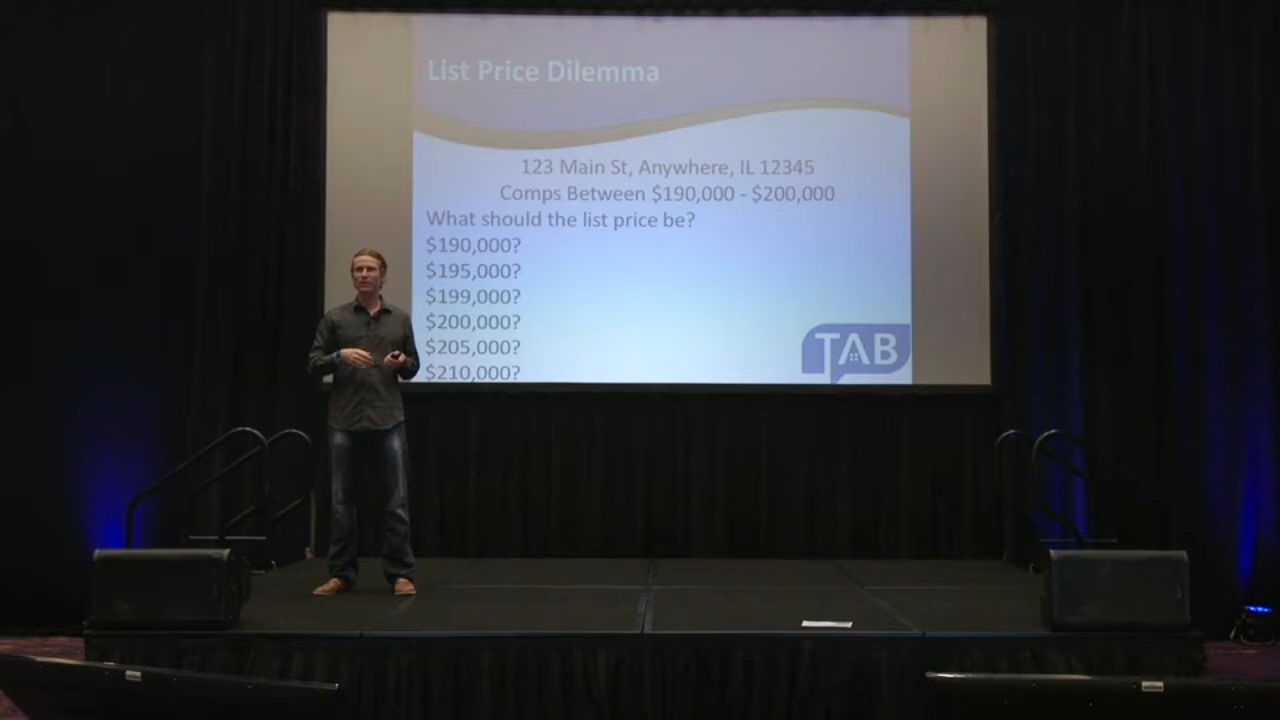 List Price Dilemma
123 Main St, Anywhere, IL 12345
Comps Between $190,000 - $200,000
What should the list price be?
$190,000?
$195,000?
$199,000?
$200,000?
$205,000?
$210,000?
TAB